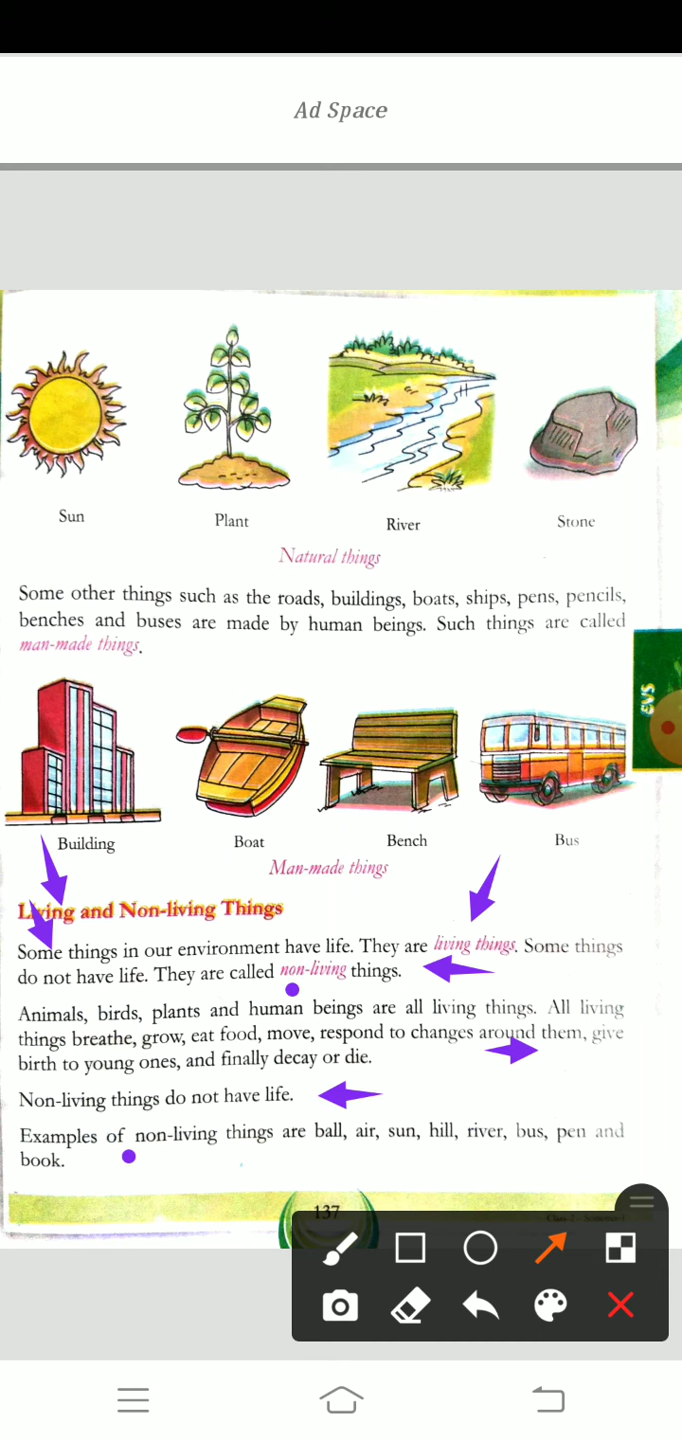 Ad Space
Sun
Plant
River
Stone
Natural things
Some other things such as the roads, buildings, boats, ships, pens, pencils,
benches and buses are made by human beings. Such things are called
man-made things.
EVS
Building
Boat
Bench
Bus
Man-made things
Living and Non-living Things
Some things in our environment have life. They are living things. Some things
do not have life. They are called non-living things.
Animals, birds, plants and human beings are all living things. All living
things breathe, grow, eat food, move, respond to changes around them, give
birth to young ones, and finally decay or die.
Non-living things do not have life.
Examples of non-living things are ball, air, sun, hill, river, bus, pen and
book.
137